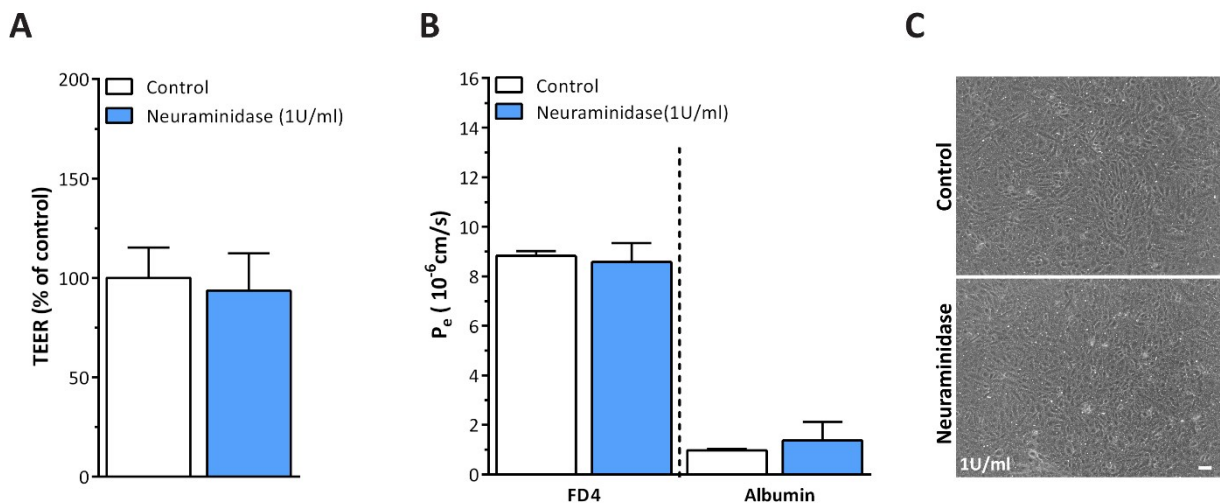 A
B
C
Control
Neuraminidase (1U/ml)
200
150
100
50
0
TEER (% of control)
Control
Neuraminidase(1U/ml)
16
14
12
10
8
6
4
2
0
Pe ( 10-6cm/s)
FD4
Albumin
Control
Neuraminidase
1U/ml